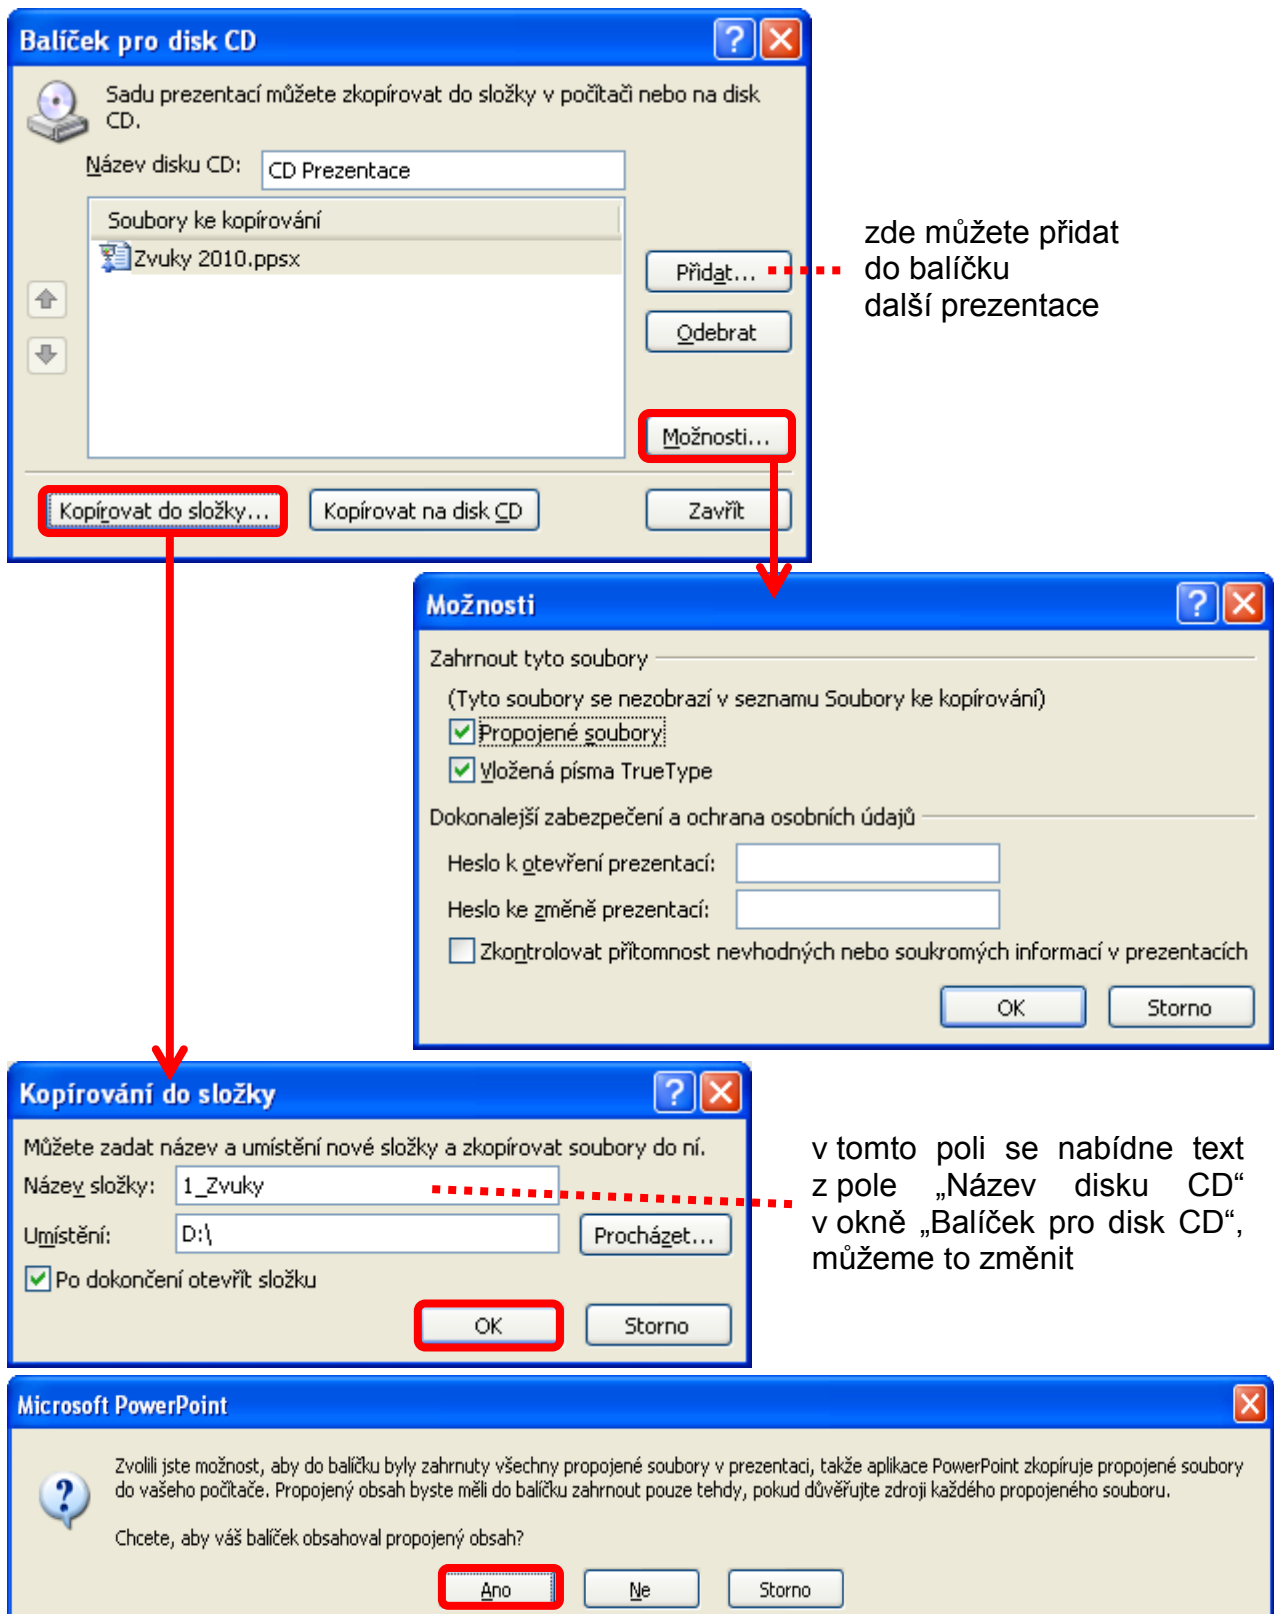 Balíček pro disk CD
Sadu prezentací můžete zkopírovat do složky v počítači nebo na disk
CD.
Název disku CD:
CD Prezentace
Soubory ke kopírování
Zvuky 2010.ppsx
Přidat...
Odebrat
Možnosti...
Kopírovat do složky...
Kopírovat na disk CD
Zavřít
zde můžete přidat
do balíčku
další prezentace
Možnosti
Zahrnout tyto soubory
(Tyto soubory se nezobrazí v seznamu Soubory ke kopírování)
Propojené soubory
Vložená písma TrueType
Dokonalejší zabezpečení a ochrana osobních údajů
Heslo k otevření prezentací:
Heslo ke změně prezentací:
Zkontrolovat přítomnost nevhodných nebo soukromých informací v prezentacích
OK
Storno
Kopírování do složky
Můžete zadat název a umístění nové složky a zkopírovat soubory do ní.
Název složky:
1_Zvuky
Umístění:
D:\
Procházet...
Po dokončení otevřít složku
OK
Storno
v tomto poli se nabídne text
z pole „Název disku CD“
v okně „Balíček pro disk CD“,
můžeme to změnit
Microsoft PowerPoint
Zvolili jste možnost, aby do balíčku byly zahrnuty všechny propojené soubory v prezentaci, takže aplikace PowerPoint zkopíruje propojené soubory
do vašeho počítače. Propojený obsah byste měli do balíčku zahrnout pouze tehdy, pokud důvěřujte zdroji každého propojeného souboru.
Chcete, aby váš balíček obsahoval propojený obsah?
Ano
Ne
Storno